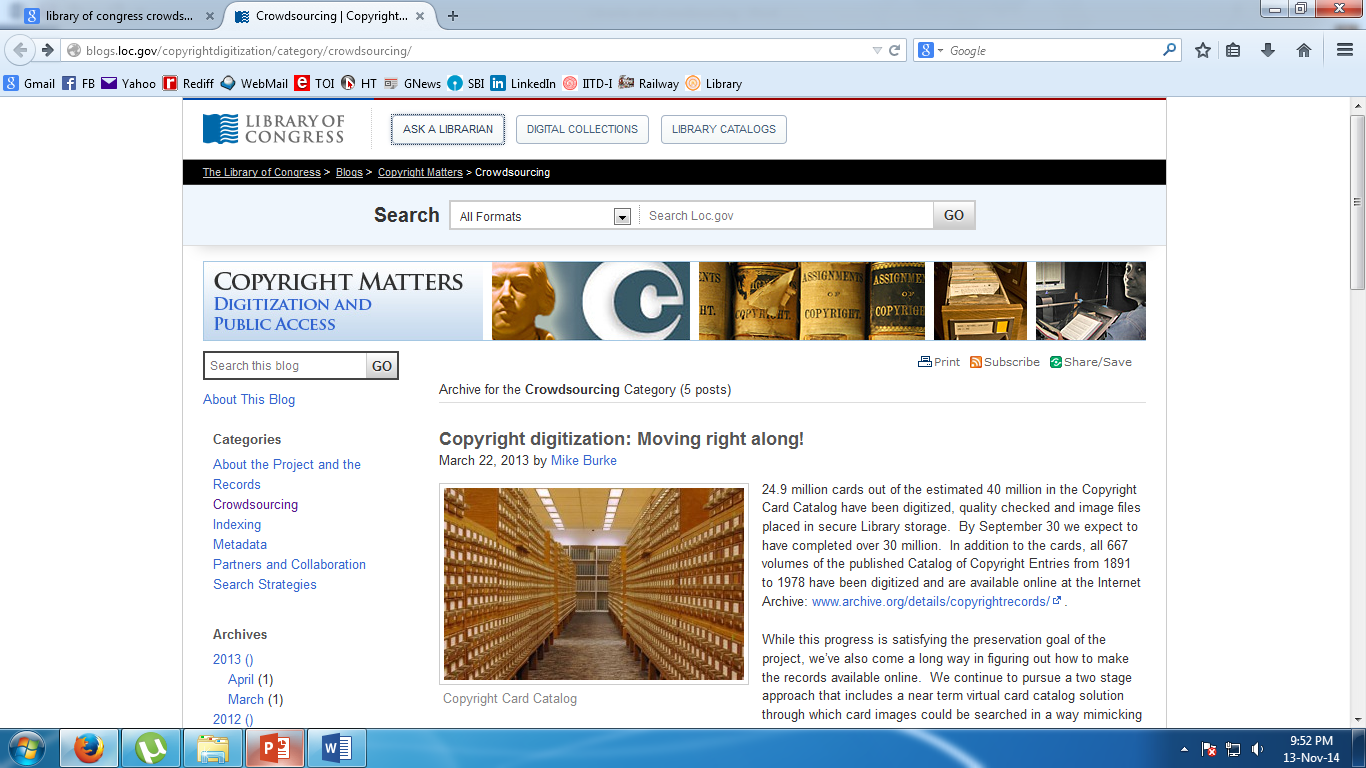 library of congress crowds...
Crowdsourcing | Copyright...
blogs.loc.gov/copyrightdigitization/category/crowdsourcing/
Google
Gmail FB Yahoo Rediff WebMail TOI HT GNews SBI LinkedIn IITD-I Railway Library
LIBRARY OF CONGRESS
ASK A LIBRARIAN
DIGITAL COLLECTIONS
LIBRARY CATALOGS
The Library of Congress > Blogs > Copyright Matters > Crowdsourcing
Search All Formats Search Loc.gov GO
COPYRIGHT MATTERS
DIGITIZATION AND
PUBLIC ACCESS
ASSIGNMENTS
OF
COPYRIGHT.
Search this blog GO
Print Subscribe Share/Save
About This Blog
Categories
About the Project and the
Records
Crowdsourcing
Indexing
Metadata
Partners and Collaboration
Search Strategies
Archives
2013 ()
April (1)
March (1)
2012 ()
Archive for the Crowdsourcing Category (5 posts)
Copyright digitization: Moving right along!
March 22, 2013 by Mike Burke
Copyright Card Catalog
24.9 million cards out of the estimated 40 million in the Copyright
Card Catalog have been digitized, quality checked and image files
placed in secure Library storage.  By September 30 we expect to
have completed over 30 million.  In addition to the cards, all 667
volumes of the published Catalog of Copyright Entries from 1891
to 1978 have been digitized and are available online at the Internet
Archive: www.archive.org/details/copyrightrecords/ .
While this progress is satisfying the preservation goal of the
project, we've also come a long way in figuring out how to make
the records available online.  We continue to pursue a two stage
approach that includes a near term virtual card catalog solution
through which card images could be searched in a way mimicking
9:52 PM
13-Nov-14